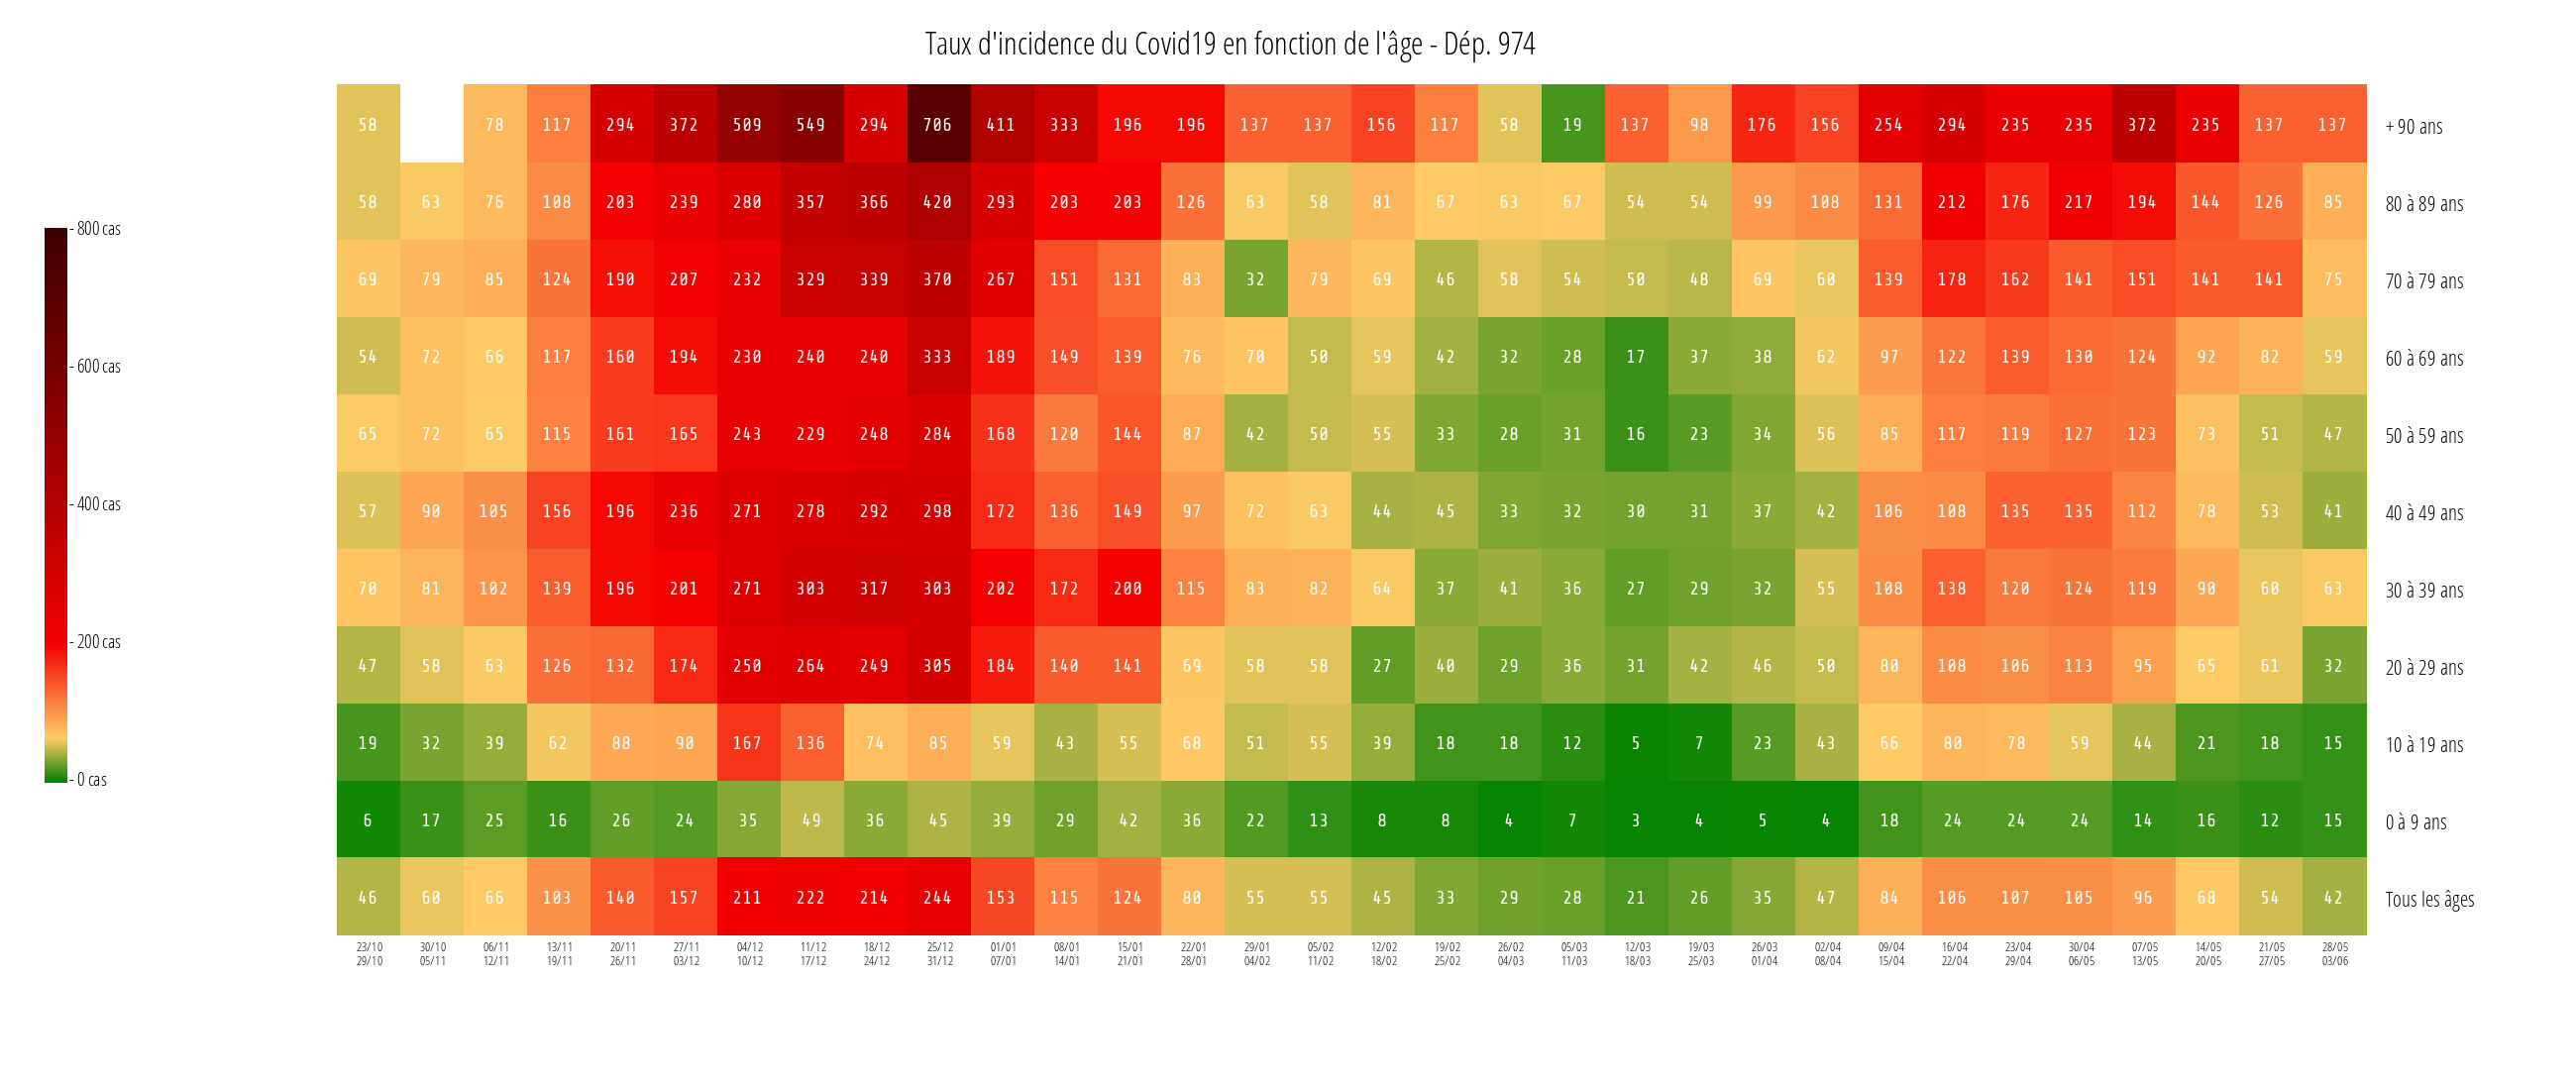 Taux d'incidence du Covid19 en fonction de l'âge - Dép. 974
- 800 cas
- 600 cas
- 400 cas
- 200 cas
- 0 cas
58 78 117 294 372 509 549 294 706 411 333 196 196 137 137 156 117 58 19 137 98 176 156 254 294 235 235 372 235 137 137 + 90 ans
58 63 76 108 203 239 280 357 366 420 293 203 203 126 63 58 81 67 63 67 54 54 99 108 131 212 176 217 194 144 126 85 80 à 89 ans
69 79 85 124 190 207 232 329 339 370 267 151 131 83 32 79 69 46 58 54 50 48 69 60 139 178 162 141 151 141 141 75 70 à 79 ans
54 72 66 117 160 194 230 240 240 333 189 149 139 76 70 50 59 42 32 28 17 37 38 62 97 122 139 130 124 92 82 59 60 à 69 ans
65 72 65 115 161 165 243 229 248 284 168 120 144 87 42 50 55 33 28 31 16 23 34 56 85 117 119 127 123 73 51 47 50 à 59 ans
57 90 105 156 196 236 271 278 292 298 172 136 149 97 72 63 44 45 33 32 30 31 37 42 106 108 135 135 112 78 53 41 40 à 49 ans
70 81 102 139 196 201 271 303 317 303 202 172 200 115 83 82 64 37 41 36 27 29 32 55 108 138 120 124 119 90 60 63 30 à 39 ans
47 58 63 126 132 174 250 264 249 305 184 140 141 69 58 58 27 40 29 36 31 42 46 50 80 108 106 113 95 65 61 32 20 à 29 ans
19 32 39 62 88 90 167 136 74 85 59 43 55 68 51 55 39 18 18 12 5 7 23 43 66 80 78 59 44 21 18 15 10 à 19 ans
6 17 25 16 26 24 35 49 36 45 39 29 42 36 22 13 8 8 4 7 3 4 5 4 18 24 24 24 14 16 12 15 0 à 9 ans
46 60 66 103 140 157 211 222 214 244 153 115 124 80 55 55 45 33 29 28 21 26 35 47 84 106 107 105 96 68 54 42 Tous les âges
23/10 30/10 06/11 13/11 20/11 27/11 04/12 11/12 18/12 25/12 01/01 08/01 15/01 22/01 29/01 05/02 12/02 19/02 26/02 05/03 12/03 19/03 26/03 02/04 09/04 16/04 23/04 30/04 07/05 14/05 21/05 28/05
29/10 05/11 12/11 19/11 26/11 03/12 10/12 17/12 24/12 31/12 07/01 14/01 21/01 28/01 04/02 11/02 18/02 25/02 04/03 11/03 18/03 25/03 01/04 08/04 15/04 22/04 29/04 06/05 13/05 20/05 27/05 03/06